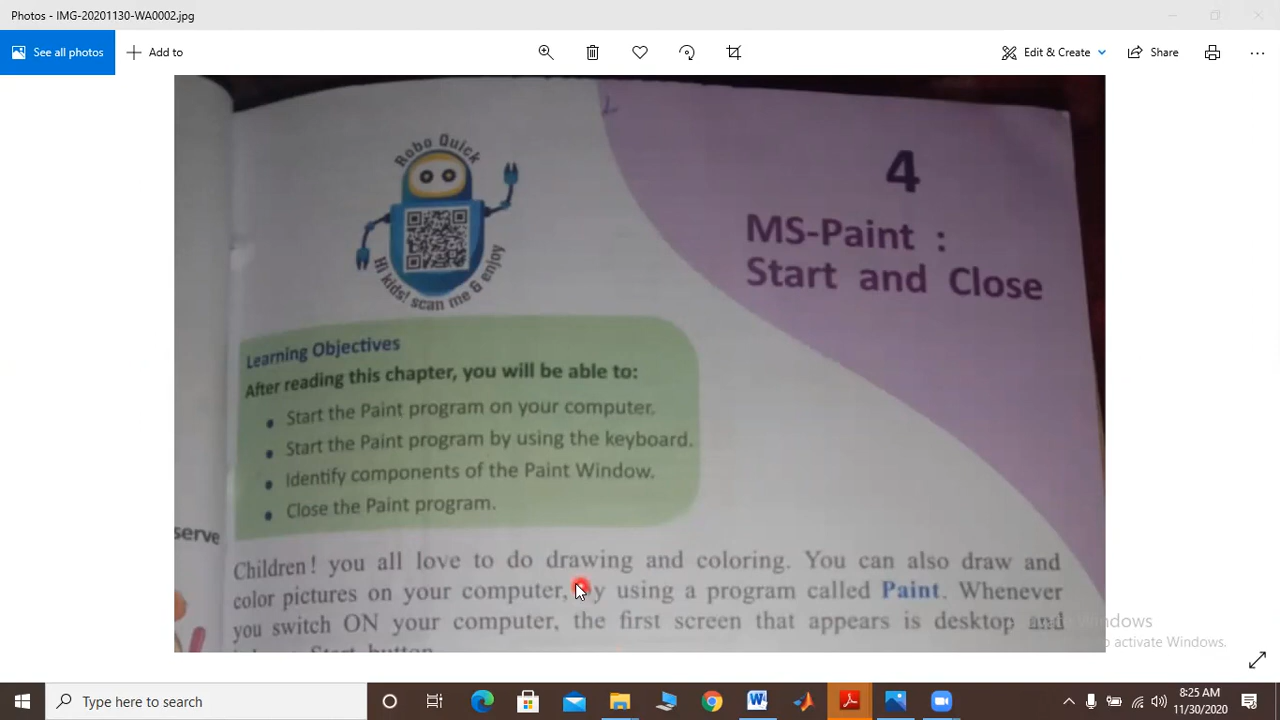 Photos - IMG-20201130-WA0002.jpg
See all photos
Add to
Edit & Create
Share
Robo Quick
Hi kids! scan me & enjoy
4
MS-Paint :
Start and Close
Learning Objectives
After reading this chapter, you will be able to:
• Start the Paint program on your computer.
• Start the Paint program by using the keyboard.
• Identify components of the Paint Window.
• Close the Paint program.
serve
Children! you all love to do drawing and coloring. You can also draw and
color pictures on your computer, by using a program called Paint. Whenever
you switch ON your computer, the first screen that appears is desktop and
Start button
activate Windows.
Type here to search
8:25 AM
11/30/2020